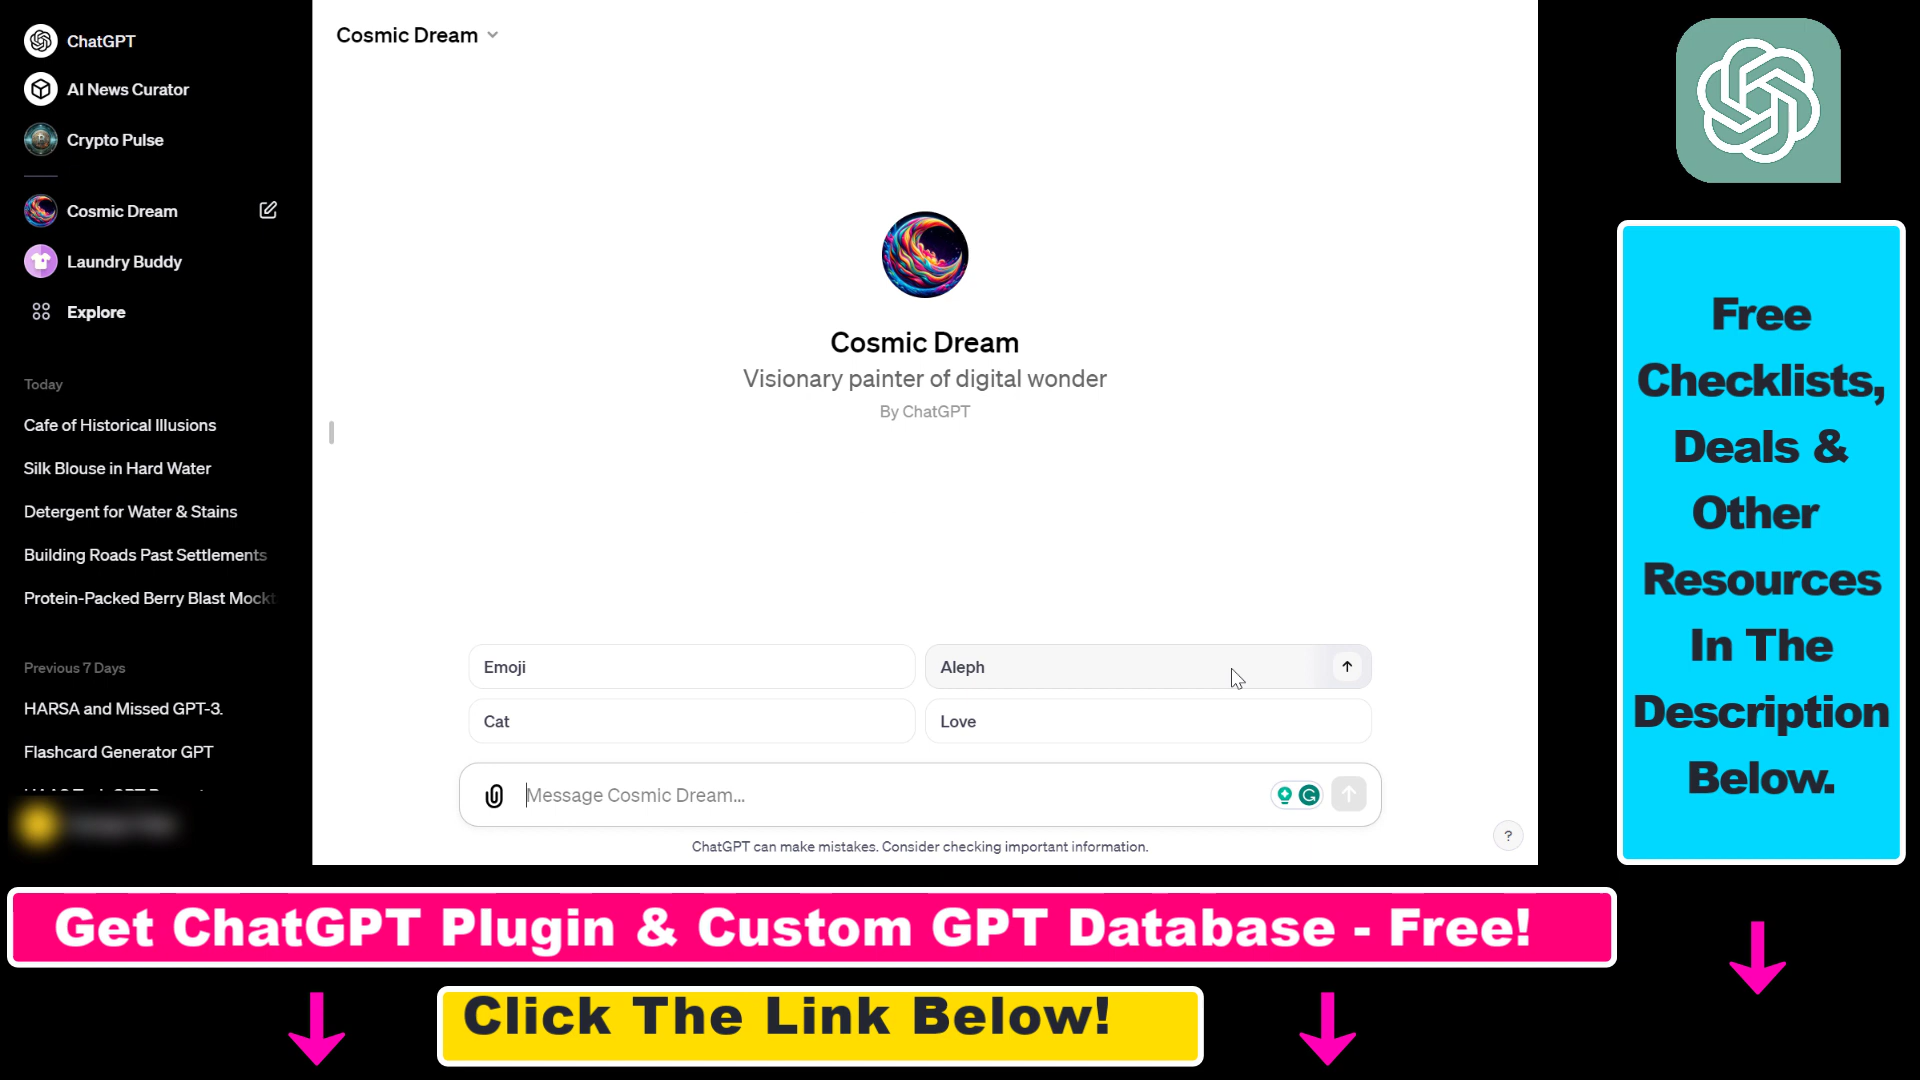 ChatGPT
AI News Curator
Crypto Pulse
Cosmic Dream
Laundry Buddy
Explore
Today
Cafe of Historical Illusions
Silk Blouse in Hard Water
Detergent for Water & Stains
Building Roads Past Settlements
Protein-Packed Berry Blast Mockt
Previous 7 Days
HARSA and Missed GPT-3.
Flashcard Generator GPT
Cosmic Dream
Cosmic Dream
Visionary painter of digital wonder
By ChatGPT
Emoji
Aleph
Cat
Love
Message Cosmic Dream...
ChatGPT can make mistakes. Consider checking important information.
?
Free
Checklists,
Deals &
Other
Resources
In The
Description
Below.
Get ChatGPT Plugin & Custom GPT Database - Free!
Click The Link Below!